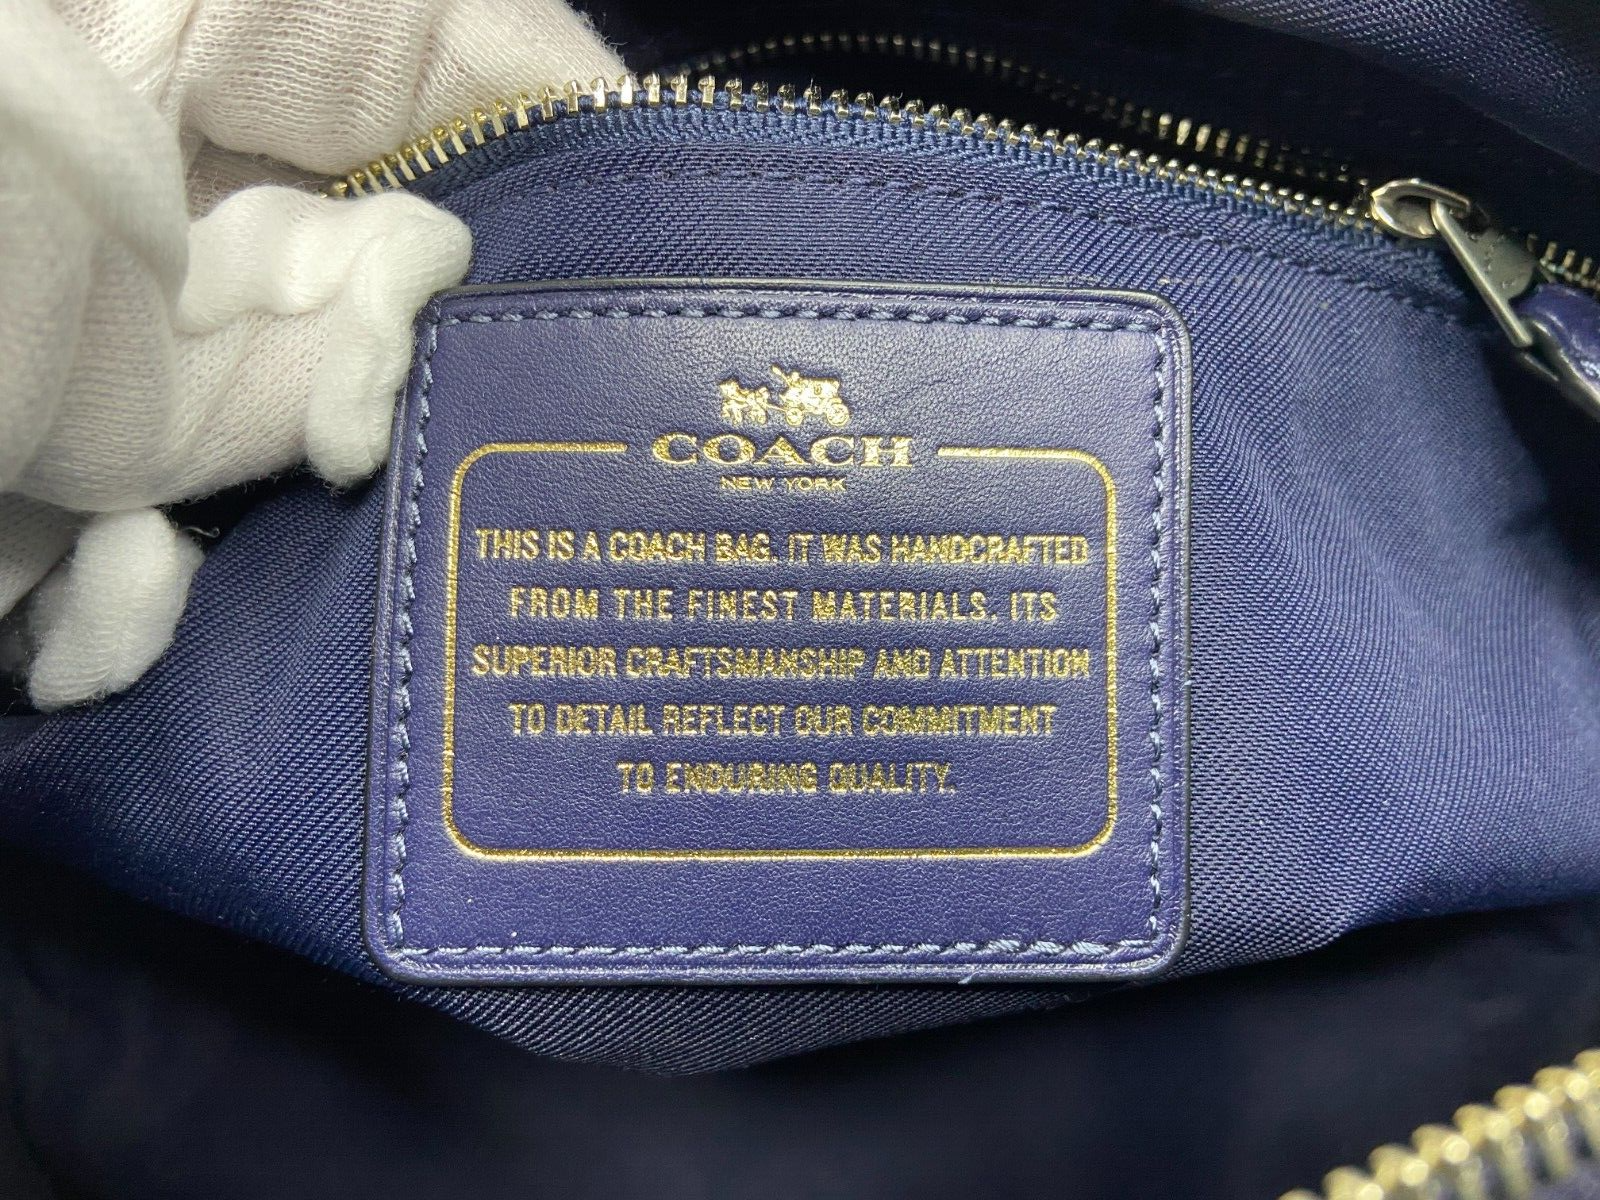 COACH
NEW YORK
THIS IS A COACH BAG. IT WAS HANDCRAFTED
FROM THE FINEST MATERIALS. ITS
SUPERIOR CRAFTSMANSHIP AND ATTENTION
TO DETAIL REFLECT OUR COMMITMENT
TO ENDURING QUALITY.